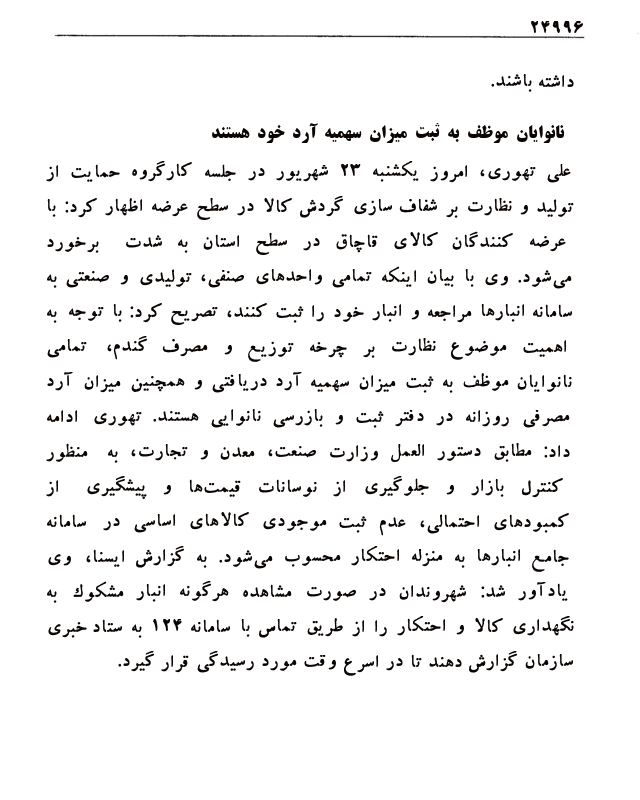 ۲۴۹۹۶
داشته باشند.
نانوایان موظف به ثبت میزان سهمیه آرد خود هستند
علی تهوری، امروز یکشنبه ۲۳ شهریور در جلسه کارگروه حمایت از
تولید و نظارت بر شفاف سازی گردش کالا در سطح عرضه اظهار کرد: با
عرضه کنندگان کالای قاچاق در سطح استان به شدت برخورد
می‌شود. وی با بیان اینکه تمامی واحدهای صنفی، تولیدی و صنعتی به
سامانه انبارها مراجعه و انبار خود را ثبت کنند، تصریح کرد: با توجه به
اهمیت موضوع نظارت بر چرخه توزیع و مصرف گندم، تمامی
نانوایان موظف به ثبت میزان سهمیه آرد دریافتی و همچنین میزان آرد
مصرفی روزانه در دفتر ثبت و بازرسی نانوایی هستند. تهوری ادامه
داد: مطابق دستور العمل وزارت صنعت، معدن و تجارت، به منظور
کنترل بازار و جلوگیری از نوسانات قیمت‌ها و پیشگیری از
کمبودهای احتمالی، عدم ثبت موجودی کالاهای اساسی در سامانه
جامع انبارها به منزله احتکار محسوب می‌شود. به گزارش ایسنا، وی
یادآور شد: شهروندان در صورت مشاهده هرگونه انبار مشکوك به
نگهداری کالا و احتکار را از طریق تماس با سامانه ۱۲۴ به ستاد خبری
سازمان گزارش دهند تا در اسرع وقت مورد رسیدگی قرار گیرد.